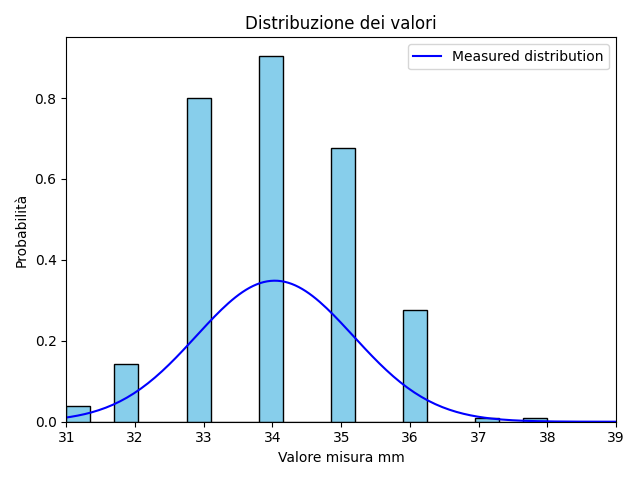 Distribuzione dei valori
Measured distribution
Probabilità
0.8
0.6
0.4
0.2
0.0
31 32 33 34 35 36 37 38 39
Valore misura mm